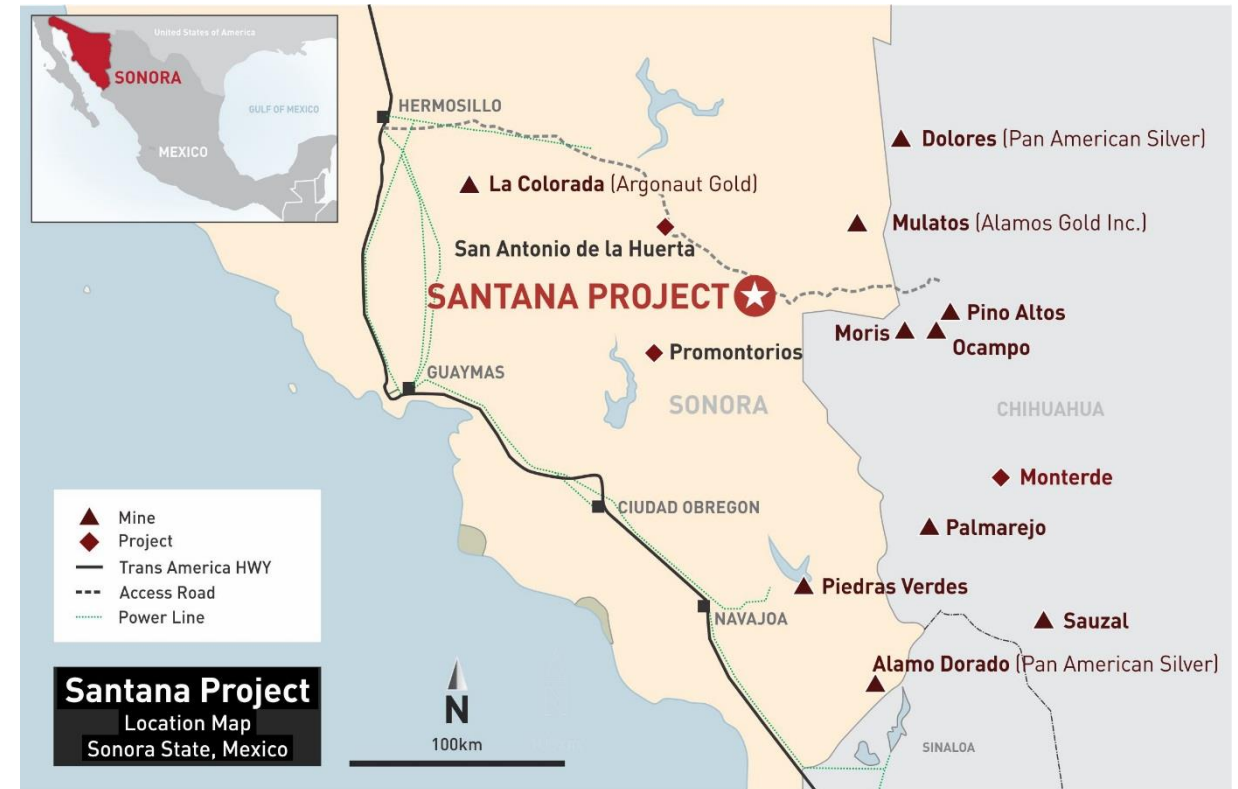 United States of America
SONORA
GULF OF MEXICO
MEXICO
HERMOSILLO
Dolores (Pan American Silver)
La Colorada (Argonaut Gold)
Mulatos (Alamos Gold Inc.)
San Antonio de la Huerta
SANTANA PROJECT
Pino Altos
Moris
Ocampo
Promontorios
GUAYMAS
SONORA
CHIHUAHUA
Monterde
CIUDAD OBREGON
Palmarejo
Mine
Project
Trans America HWY
Access Road
Power Line
Piedras Verdes
NAVAJOA
Sauzal
Alamo Dorado (Pan American Silver)
Santana Project
Location Map
Sonora State, Mexico
N
100km
SINALOA